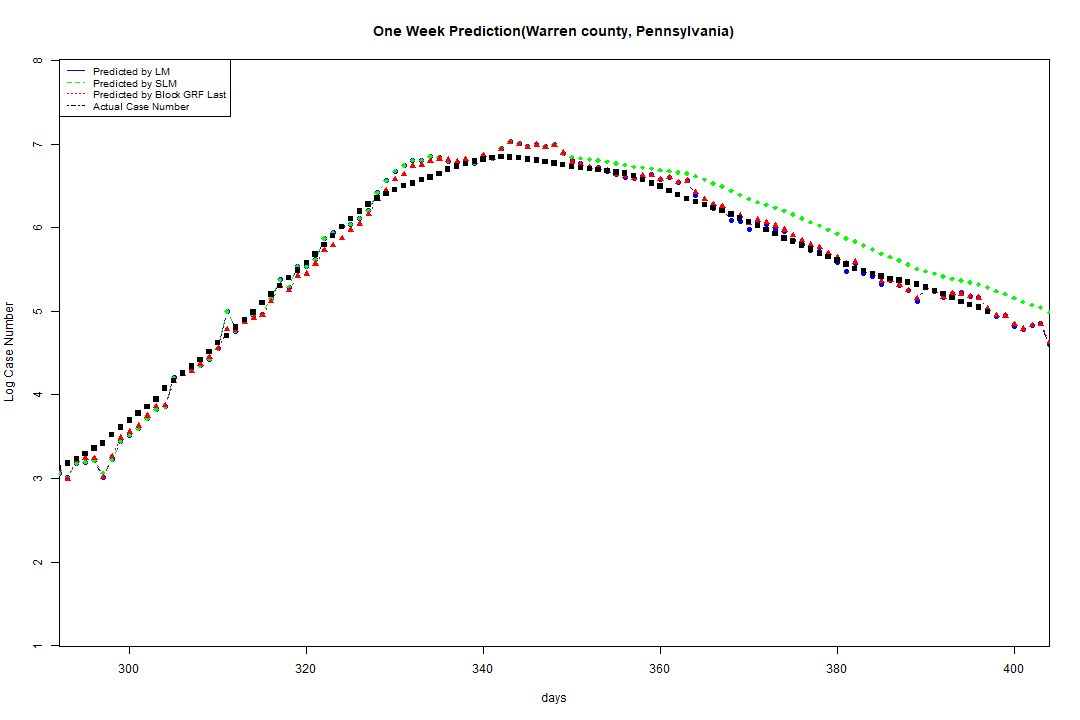 One Week Prediction(Warren county, Pennsylvania)
Predicted by LM
Predicted by SLM
Predicted by Block GRF Last
Actual Case Number
8
7
6
5
4
3
2
1
Log Case Number
300 320 340 360 380 400
days